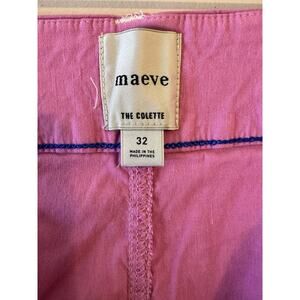 maeve
THE COLETTE
32
MADE IN THE
PHILIPPINES